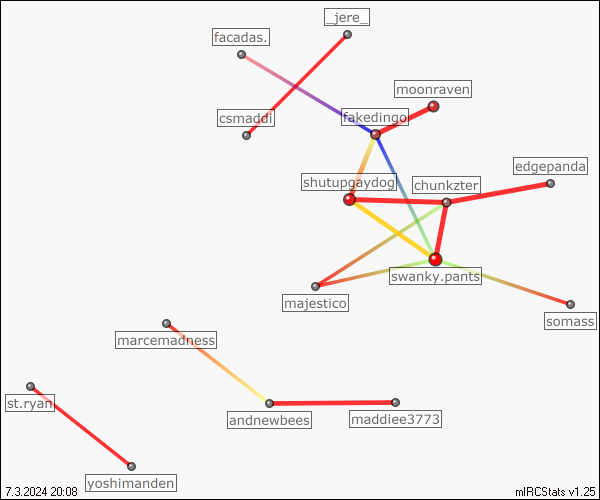 _jere_
facadas.
moonraven
csmaddi
fakedingo
edgepanda
shutupgaydog
chunkzter
swanky.pants
majestico
somass
marcemadness
st.ryan
andnewbees
maddiee3773
yoshimanden
7.3.2024 20:08
mIRCStats v1.25